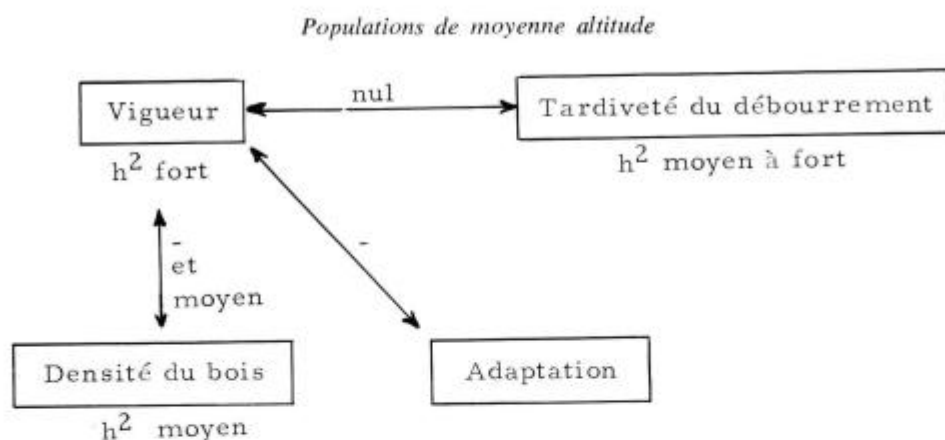 Populations de moyenne altitude
nul
Vigueur
Tardiveté du débourrement
h² fort
h² moyen à fort
-
et
moyen
-
Densité du bois
Adaptation
h² moyen